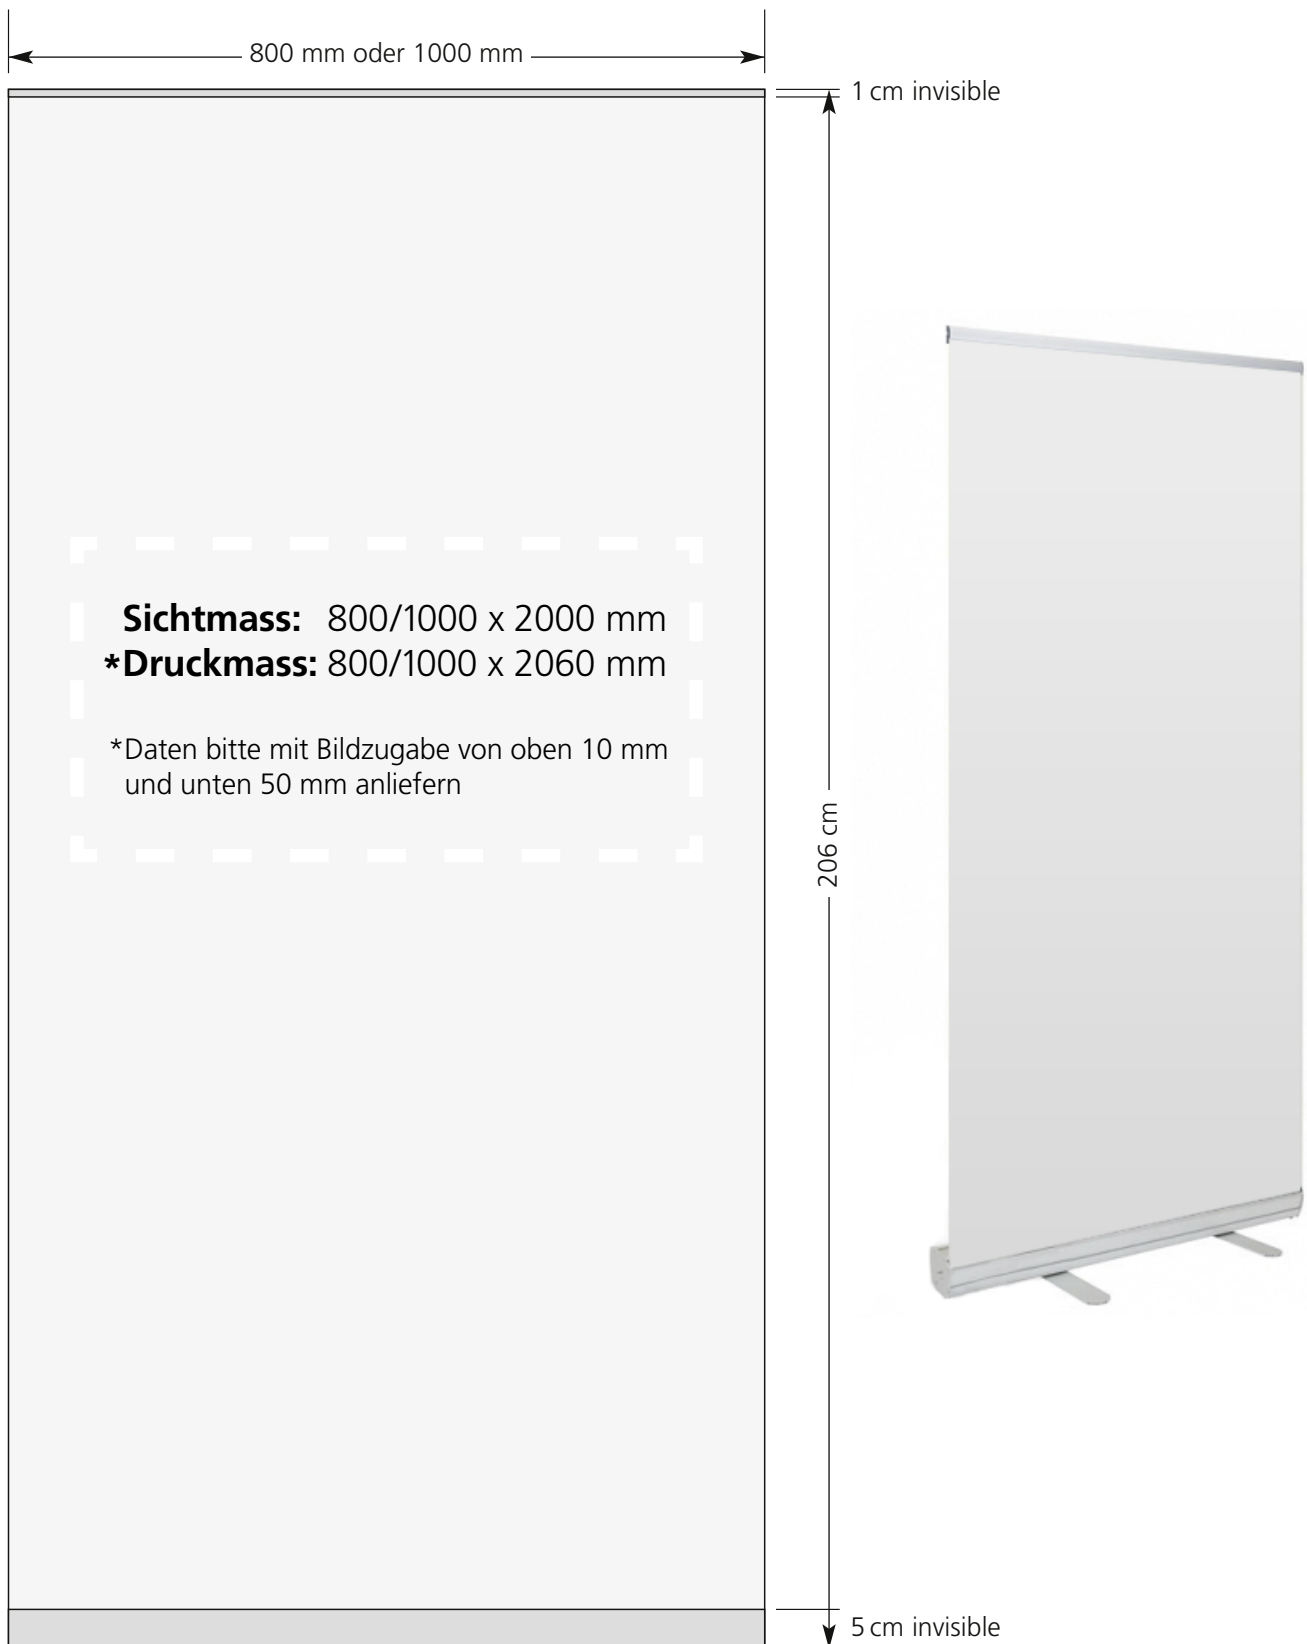 800 mm oder 1000 mm
1 cm invisible
Sichtmass: 800/1000 x 2000 mm
*Druckmass: 800/1000 x 2060 mm
*Daten bitte mit Bildzugabe von oben 10 mm
und unten 50 mm anliefern
206 cm
5 cm invisible